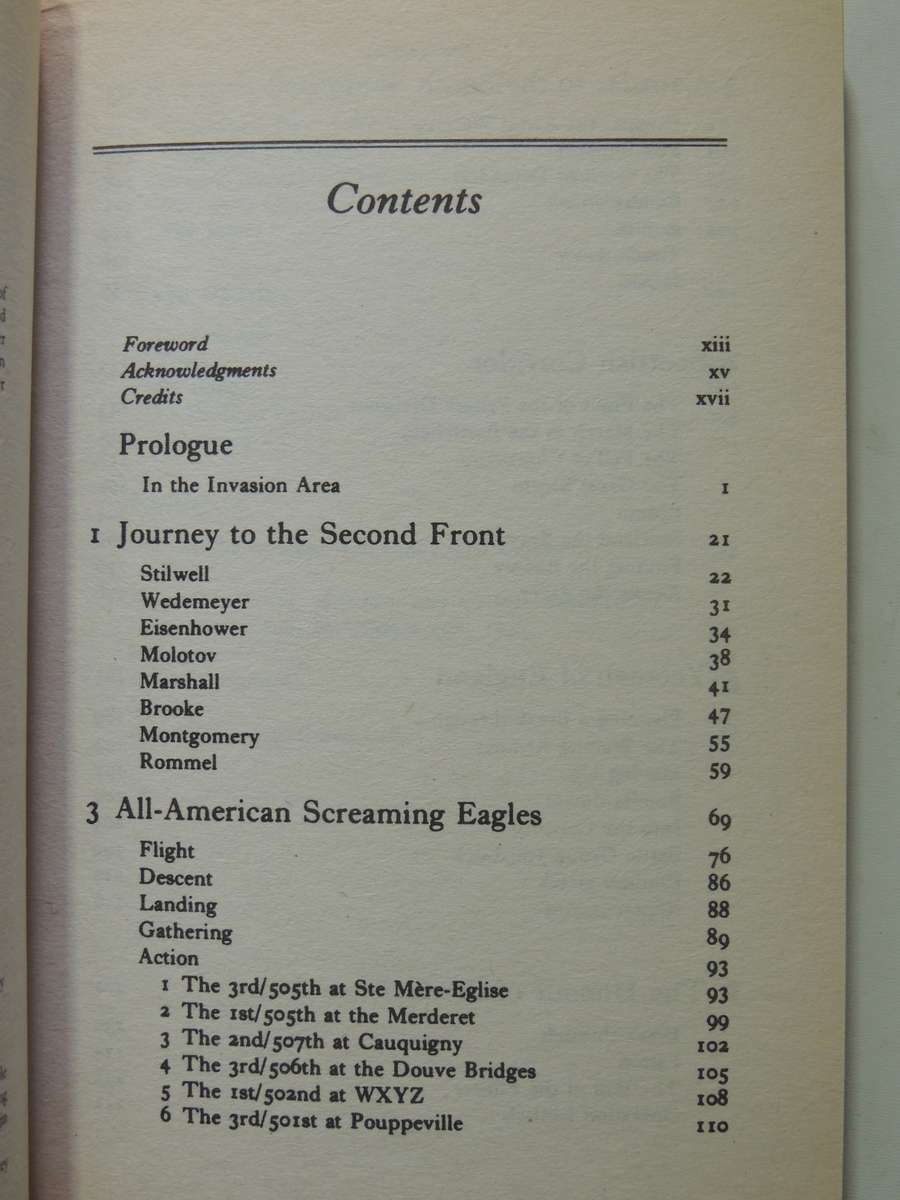 Contents
Foreword xiii
Acknowledgments xv
Credits xvii
Prologue
In the Invasion Area 1
1 Journey to the Second Front 21
Stilwell 22
Wedemeyer 31
Eisenhower 34
Molotov 38
Marshall 41
Brooke 47
Montgomery 55
Rommel 59
3 All-American Screaming Eagles 69
Flight 76
Descent 86
Landing 88
Gathering 89
Action 93
1 The 3rd/505th at Ste Mère-Eglise 93
2 The 1st/505th at the Merderet 99
3 The 2nd/507th at Cauquigny 102
4 The 3rd/506th at the Douve Bridges 105
5 The 1st/502nd at WXYZ 108
6 The 3rd/501st at Pouppeville 110